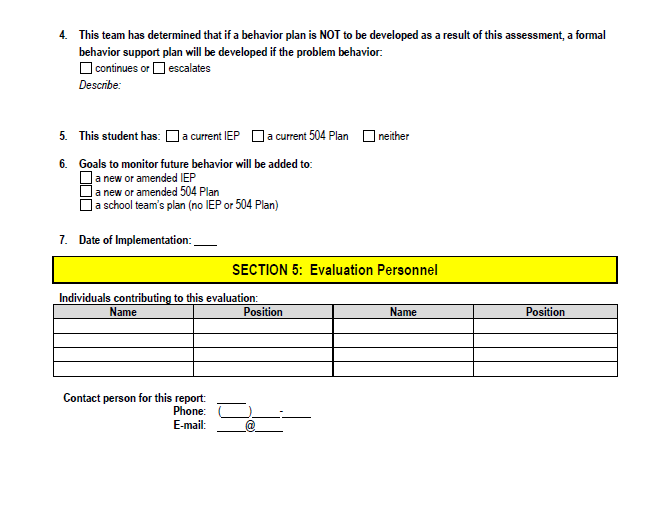 4. This team has determined that if a behavior plan is NOT to be developed as a result of this assessment, a formal
behavior support plan will be developed if the problem behavior:
☐ continues or ☐ escalates
Describe:
5. This student has: ☐ a current IEP ☐ a current 504 Plan ☐ neither
6. Goals to monitor future behavior will be added to:
☐ a new or amended IEP
☐ a new or amended 504 Plan
☐ a school team's plan (no IEP or 504 Plan)
7. Date of Implementation: ____
SECTION 5: Evaluation Personnel
Individuals contributing to this evaluation:
Name Position Name Position
Contact person for this report: _____
Phone: (____)____-____
E-mail: _____@_____